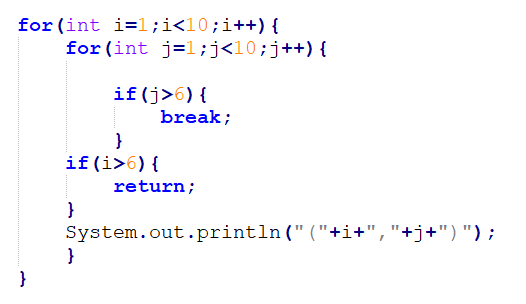 for(int i=1;i<10;i++){
    for(int j=1;j<10;j++){

        if(j>6){
            break;
        }
    if(i>6){
        return;
    }
    System.out.println("("+i+","+j+")");
    }
}